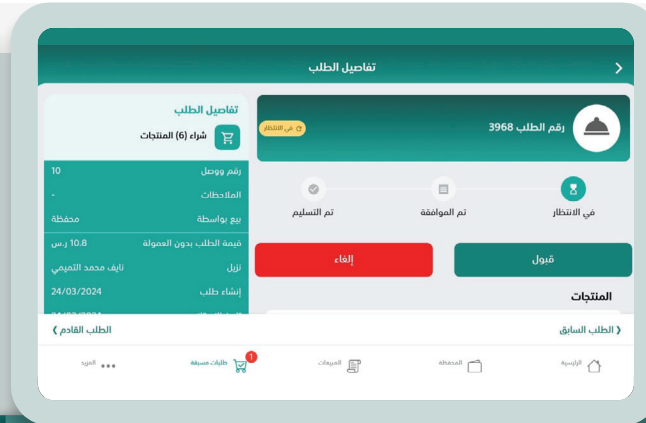 تفاصيل الطلب
رقم الطلب 3968
في الانتظار
في الانتظار
تم الموافقة
تم التسليم
قبول
إلغاء
المنتجات
تفاصيل الطلب
شراء (6) المنتجات
رقم ووصل 10
الملاحظات -
بيع بواسطة محفظة
قيمة الطلب بدون العمولة 10.8 ر.س
نزيل نايف محمد التميمي
إنشاء طلب 24/03/2024
الطلب السابق
الطلب القادم
الرئيسية
المحفظة
المبيعات
طلبات مسبقة 1
المزيد